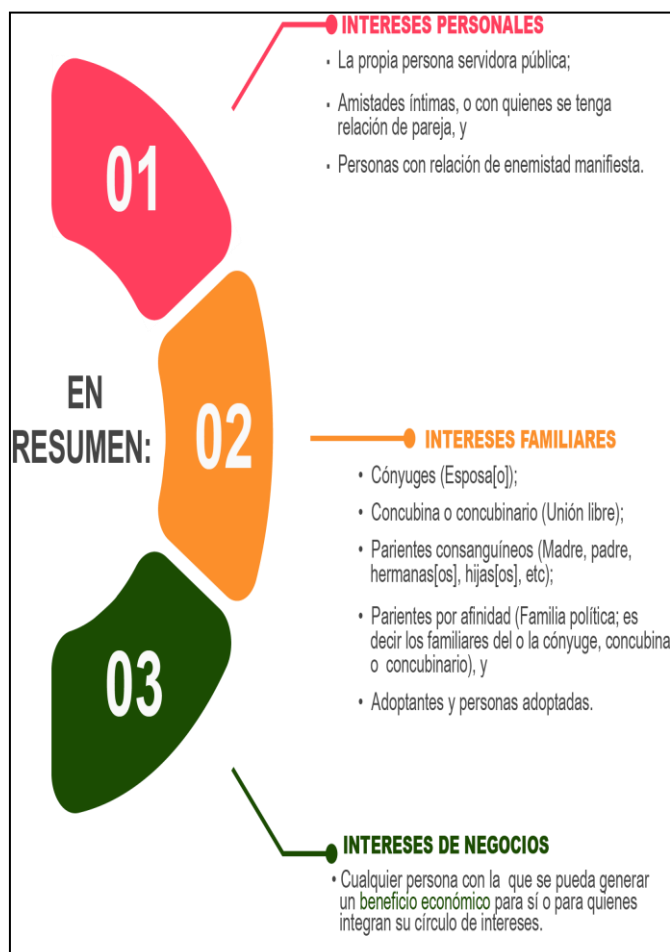 INTERESES PERSONALES
- La propia persona servidora pública;
- Amistades íntimas, o con quienes se tenga
relación de pareja, y
- Personas con relación de enemistad manifiesta.
01
EN
RESUMEN:
02
INTERESES FAMILIARES
• Cónyuges (Esposa[o]);
• Concubina o concubinario (Unión libre);
• Parientes consanguíneos (Madre, padre,
hermanas[os], hijas[os], etc);
• Parientes por afinidad (Familia política; es
decir los familiares del o la cónyuge, concubina
o concubinario), y
• Adoptantes y personas adoptadas.
03
INTERESES DE NEGOCIOS
• Cualquier persona con la que se pueda generar
un beneficio económico para sí o para quienes
integran su círculo de intereses.